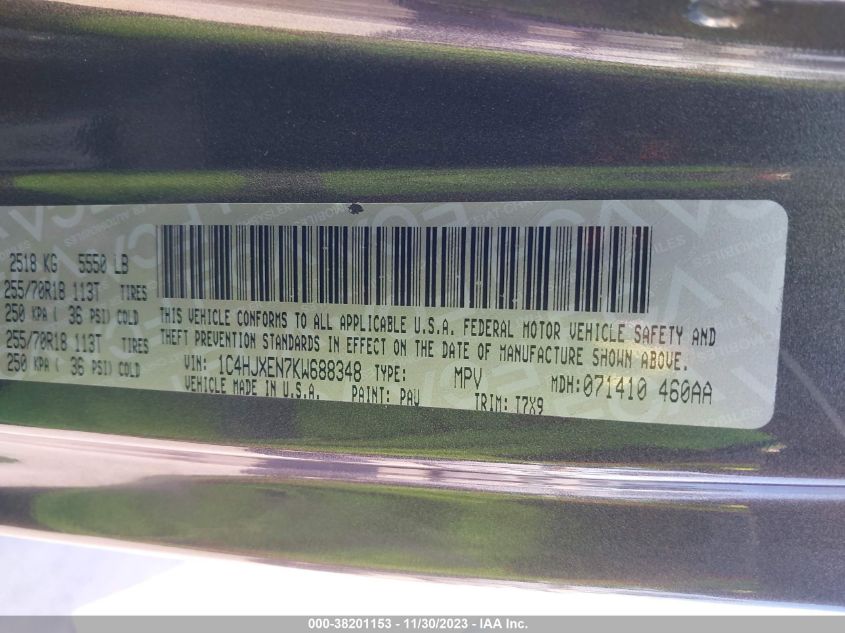 2518 KG 5550 LB
255/70R18 113T TIRES
250 KPA ( 36 PSI) COLD
255/70R18 113T TIRES
250 KPA ( 36 PSI) COLD
THIS VEHICLE CONFORMS TO ALL APPLICABLE U.S.A. FEDERAL MOTOR VEHICLE SAFETY AND
THEFT PREVENTION STANDARDS IN EFFECT ON THE DATE OF MANUFACTURE SHOWN ABOVE.
VIN: 1C4HJXEN7KW688348 TYPE: MPV MDH:071410 460AA
VEHICLE MADE IN U.S.A. PAINT: PAU TRIM: T7X9
000-38201153 - 11/30/2023 - IAA Inc.